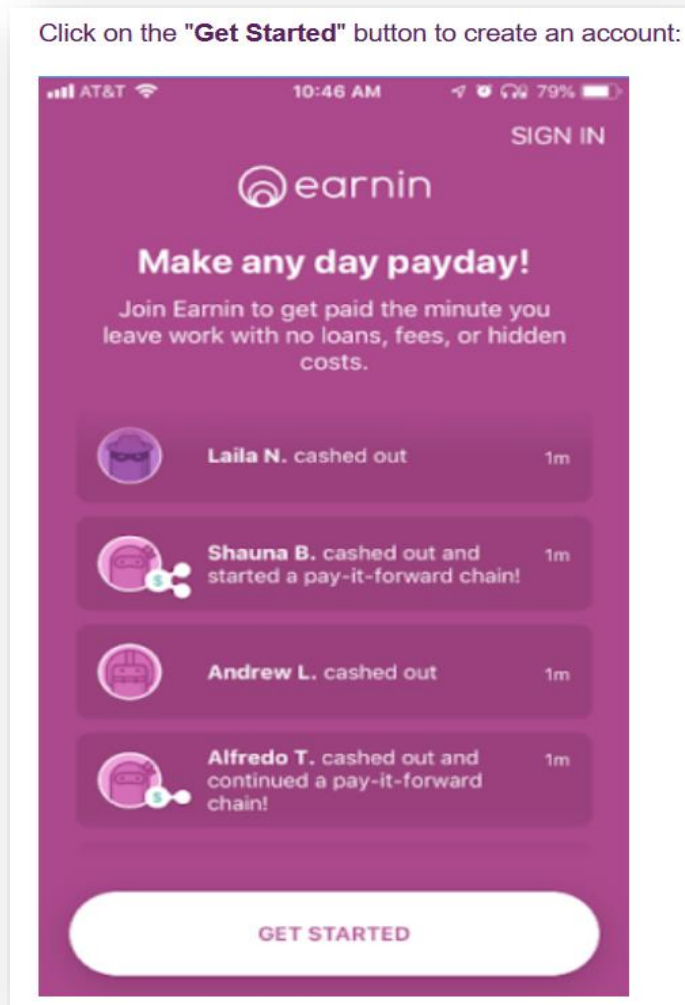 Click on the "Get Started" button to create an account:
AT&T 10:46 AM 79%
SIGN IN
earnin
Make any day payday!
Join Earnin to get paid the minute you
leave work with no loans, fees, or hidden
costs.
Laila N. cashed out 1m
Shauna B. cashed out and 1m
started a pay-it-forward chain!
Andrew L. cashed out 1m
Alfredo T. cashed out and 1m
continued a pay-it-forward
chain!
GET STARTED